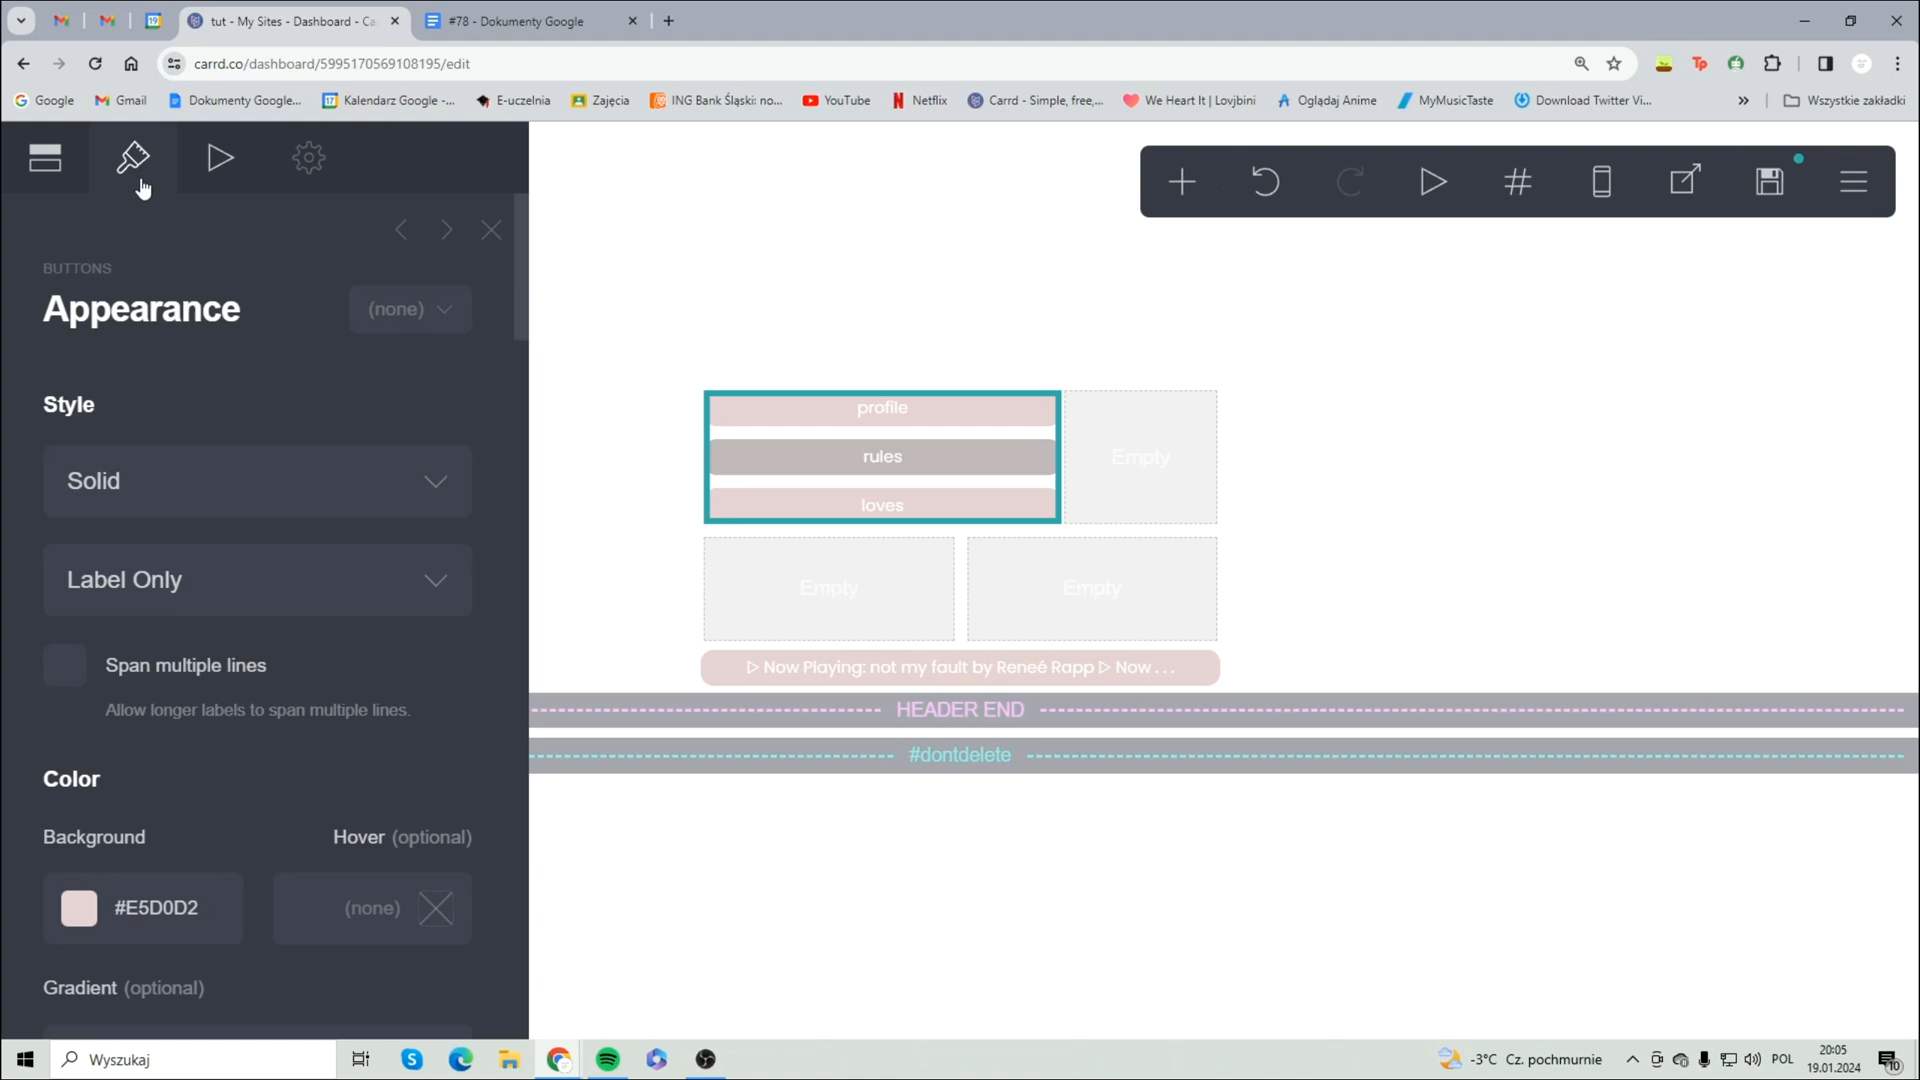 tut - My Sites - Dashboard - Ca
#78 - Dokumenty Google
carrd.co/dashboard/5995170569108195/edit
Google
Gmail
Dokumenty Google...
Kalendarz Google -...
E-uczelnia
Zajęcia
ING Bank Śląski: no...
YouTube
Netflix
Carrd - Simple, free,...
We Heart It | Lovjbini
Oglądaj Anime
MyMusicTaste
Download Twitter Vi...
Wszystkie zakładki
BUTTONS
Appearance
(none)
Style
Solid
Label Only
Span multiple lines
Allow longer labels to span multiple lines.
Color
Background
Hover (optional)
#E5D0D2
(none)
Gradient (optional)
profile
rules
loves
Empty
Empty
Empty
▷ Now Playing: not my fault by Reneé Rapp ▷ Now . . .
HEADER END
#dontdelete
Wyszukaj
-3°C Cz. pochmurnie
POL
20:05
19.01.2024
10